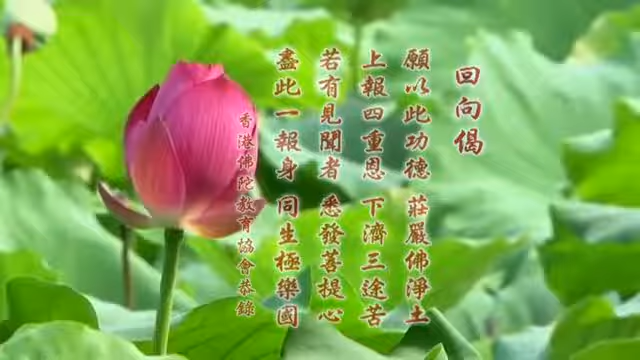 回向偈
願以此功德 莊嚴佛淨土
上報四重恩 下濟三途苦
若有見聞者 悉發菩提心
盡此一報身 同生極樂國
香港佛陀教育協會恭錄